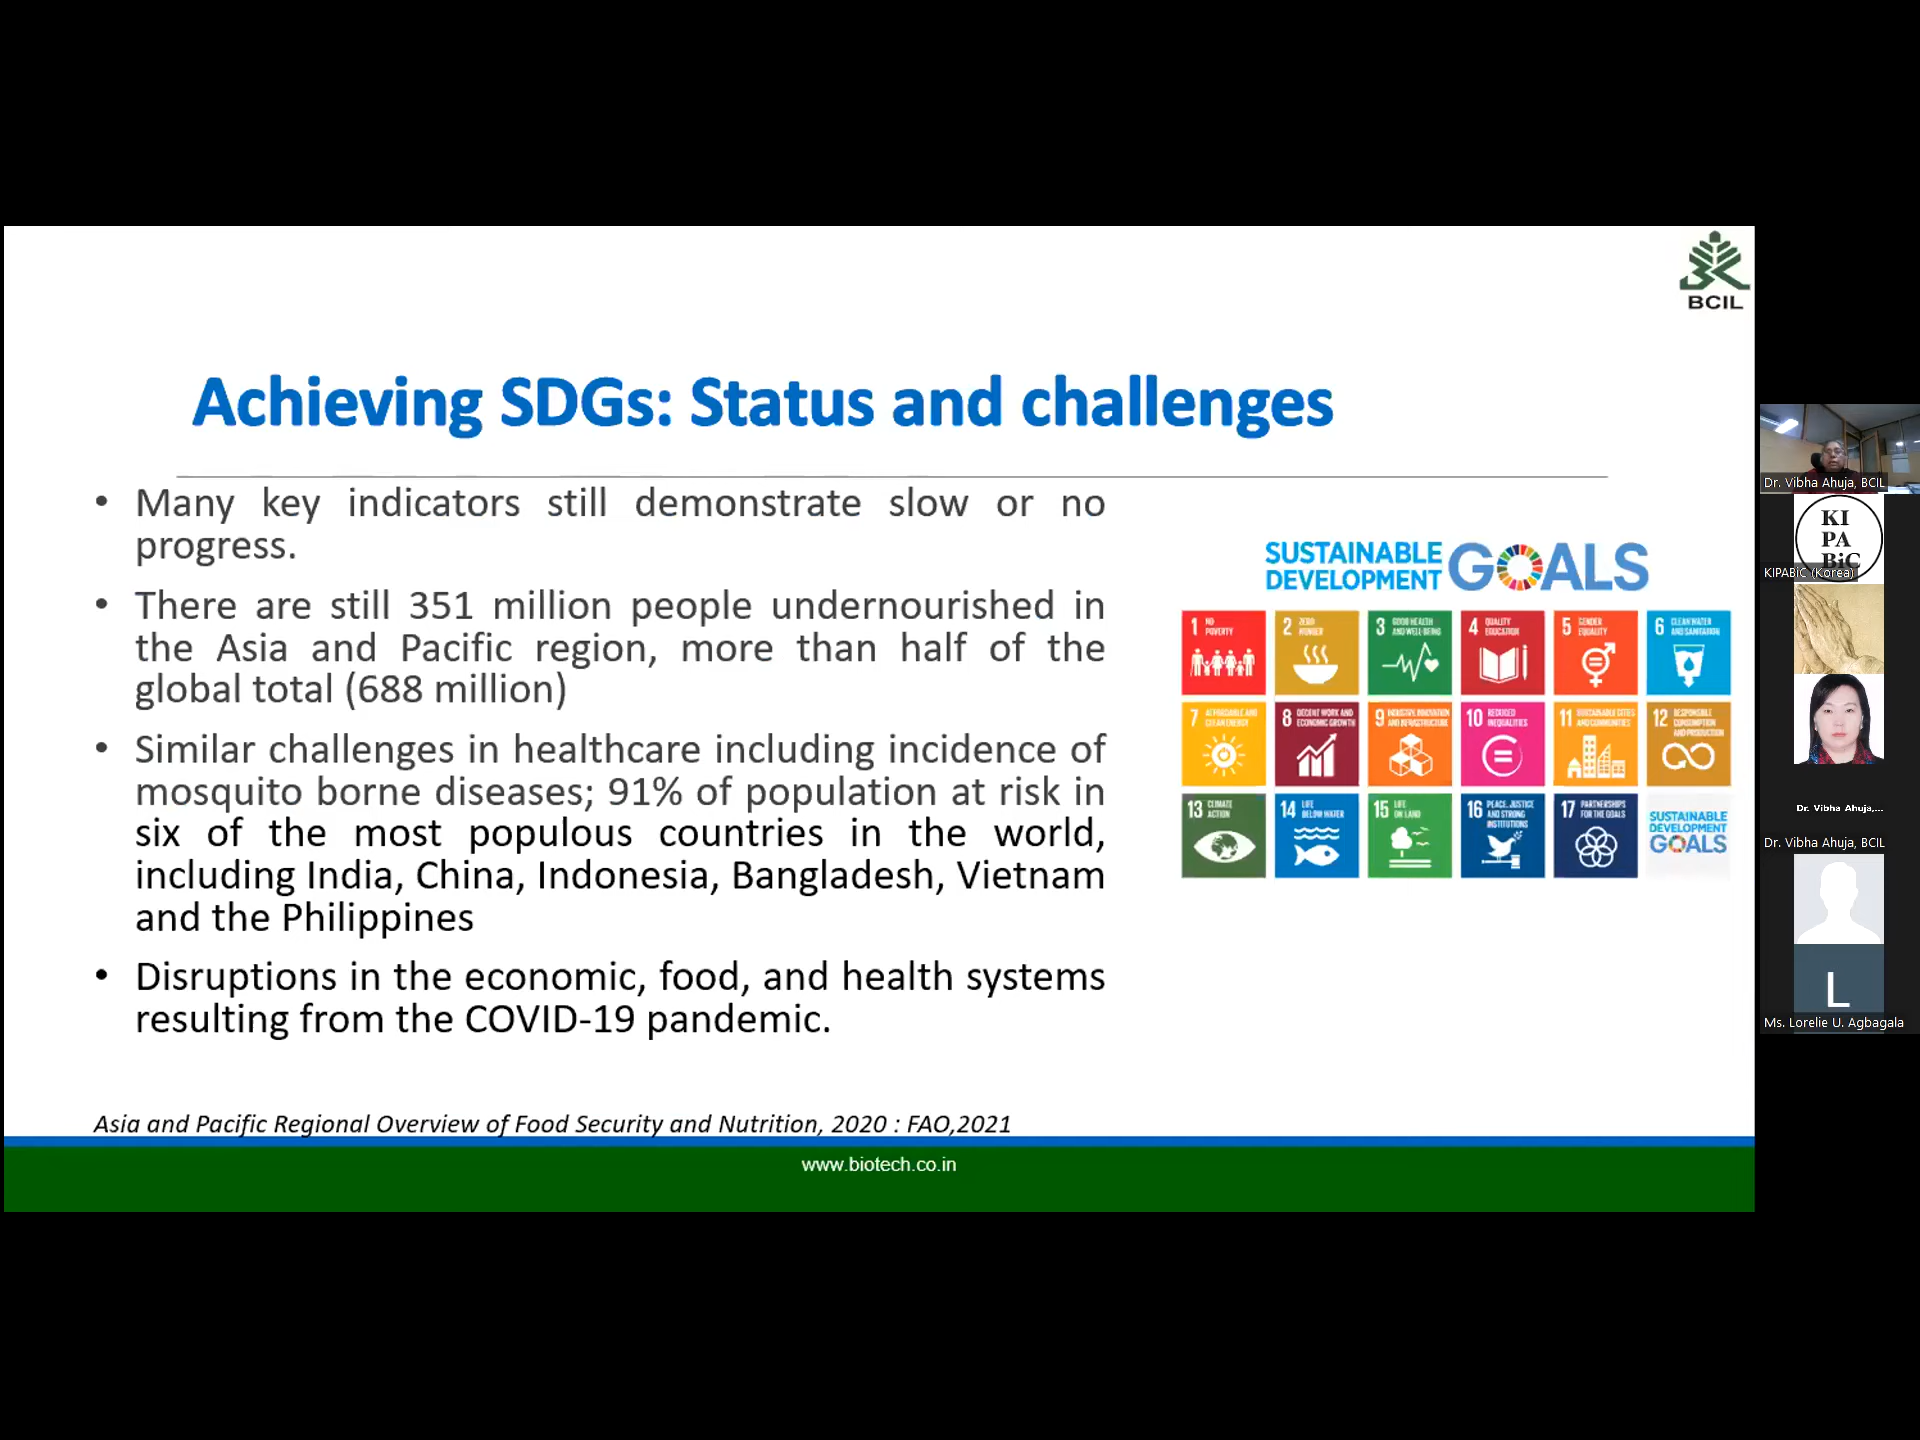 BCIL
Achieving SDGs: Status and challenges
• Many key indicators still demonstrate slow or no
progress.
• There are still 351 million people undernourished in
the Asia and Pacific region, more than half of the
global total (688 million)
• Similar challenges in healthcare including incidence of
mosquito borne diseases; 91% of population at risk in
six of the most populous countries in the world,
including India, China, Indonesia, Bangladesh, Vietnam
and the Philippines
• Disruptions in the economic, food, and health systems
resulting from the COVID-19 pandemic.
SUSTAINABLE
DEVELOPMENT GOALS
1 NO
POVERTY
2 ZERO
HUNGER
3 GOOD HEALTH
AND WELL-BEING
4 QUALITY
EDUCATION
5 GENDER
EQUALITY
6 CLEAN WATER
AND SANITATION
7 AFFORDABLE AND
CLEAN ENERGY
8 DECENT WORK AND
ECONOMIC GROWTH
9 INDUSTRY, INNOVATION
AND INFRASTRUCTURE
10 REDUCED
INEQUALITIES
11 SUSTAINABLE CITIES
AND COMMUNITIES
12 RESPONSIBLE
CONSUMPTION
AND PRODUCTION
13 CLIMATE
ACTION
14 LIFE
BELOW WATER
15 LIFE
ON LAND
16 PEACE, JUSTICE
AND STRONG
INSTITUTIONS
17 PARTNERSHIPS
FOR THE GOALS
SUSTAINABLE
DEVELOPMENT
GOALS
Asia and Pacific Regional Overview of Food Security and Nutrition, 2020 : FAO,2021
www.biotech.co.in
Dr. Vibha Ahuja, BCIL
KI
PA
BiC
KIPABiC (Korea)
Dr. Vibha Ahuja,...
Dr. Vibha Ahuja, BCIL
L
Ms. Lorelie U. Agbagala